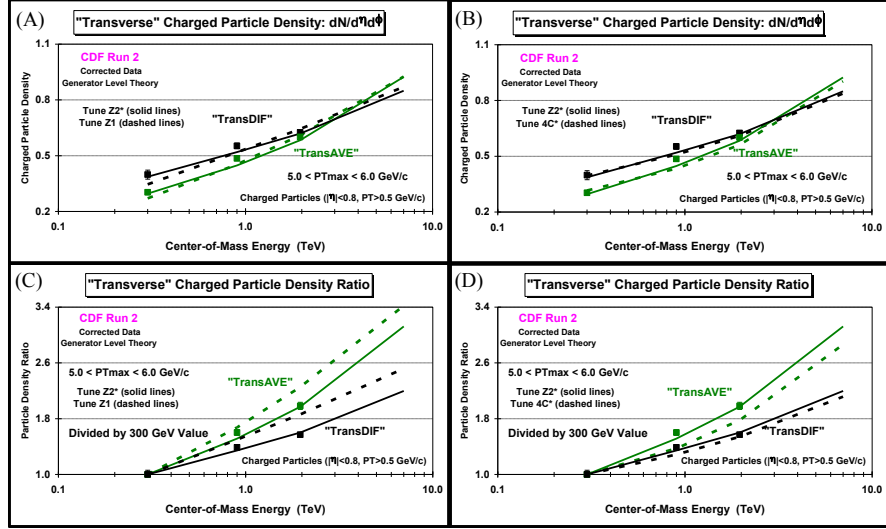 (A)
"Transverse" Charged Particle Density: dN/dηdφ
1.1
0.8
0.5
0.2
Charged Particle Density
CDF Run 2
Corrected Data
Generator Level Theory
Tune Z2* (solid lines)
Tune Z1 (dashed lines)
"TransDIF"
"TransAVE"
5.0 < PTmax < 6.0 GeV/c
Charged Particles (|η|<0.8, PT>0.5 GeV/c)
0.1
1.0
10.0
Center-of-Mass Energy (TeV)
(B)
"Transverse" Charged Particle Density: dN/dηdφ
1.1
0.8
0.5
0.2
Charged Particle Density
CDF Run 2
Corrected Data
Generator Level Theory
Tune Z2* (solid lines)
Tune 4C* (dashed lines)
"TransDIF"
"TransAVE"
5.0 < PTmax < 6.0 GeV/c
Charged Particles (|η|<0.8, PT>0.5 GeV/c)
0.1
1.0
10.0
Center-of-Mass Energy (TeV)
(C)
"Transverse" Charged Particle Density Ratio
3.4
2.6
1.8
1.0
Particle Density Ratio
CDF Run 2
Corrected Data
Generator Level Theory
5.0 < PTmax < 6.0 GeV/c
Tune Z2* (solid lines)
Tune Z1 (dashed lines)
"TransAVE"
Divided by 300 GeV Value
"TransDIF"
Charged Particles (|η|<0.8, PT>0.5 GeV/c)
0.1
1.0
10.0
Center-of-Mass Energy (TeV)
(D)
"Transverse" Charged Particle Density Ratio
3.4
2.6
1.8
1.0
Particle Density Ratio
CDF Run 2
Corrected Data
Generator Level Theory
5.0 < PTmax < 6.0 GeV/c
Tune Z2* (solid lines)
Tune 4C* (dashed lines)
"TransAVE"
Divided by 300 GeV Value
"TransDIF"
Charged Particles (|η|<0.8, PT>0.5 GeV/c)
0.1
1.0
10.0
Center-of-Mass Energy (TeV)